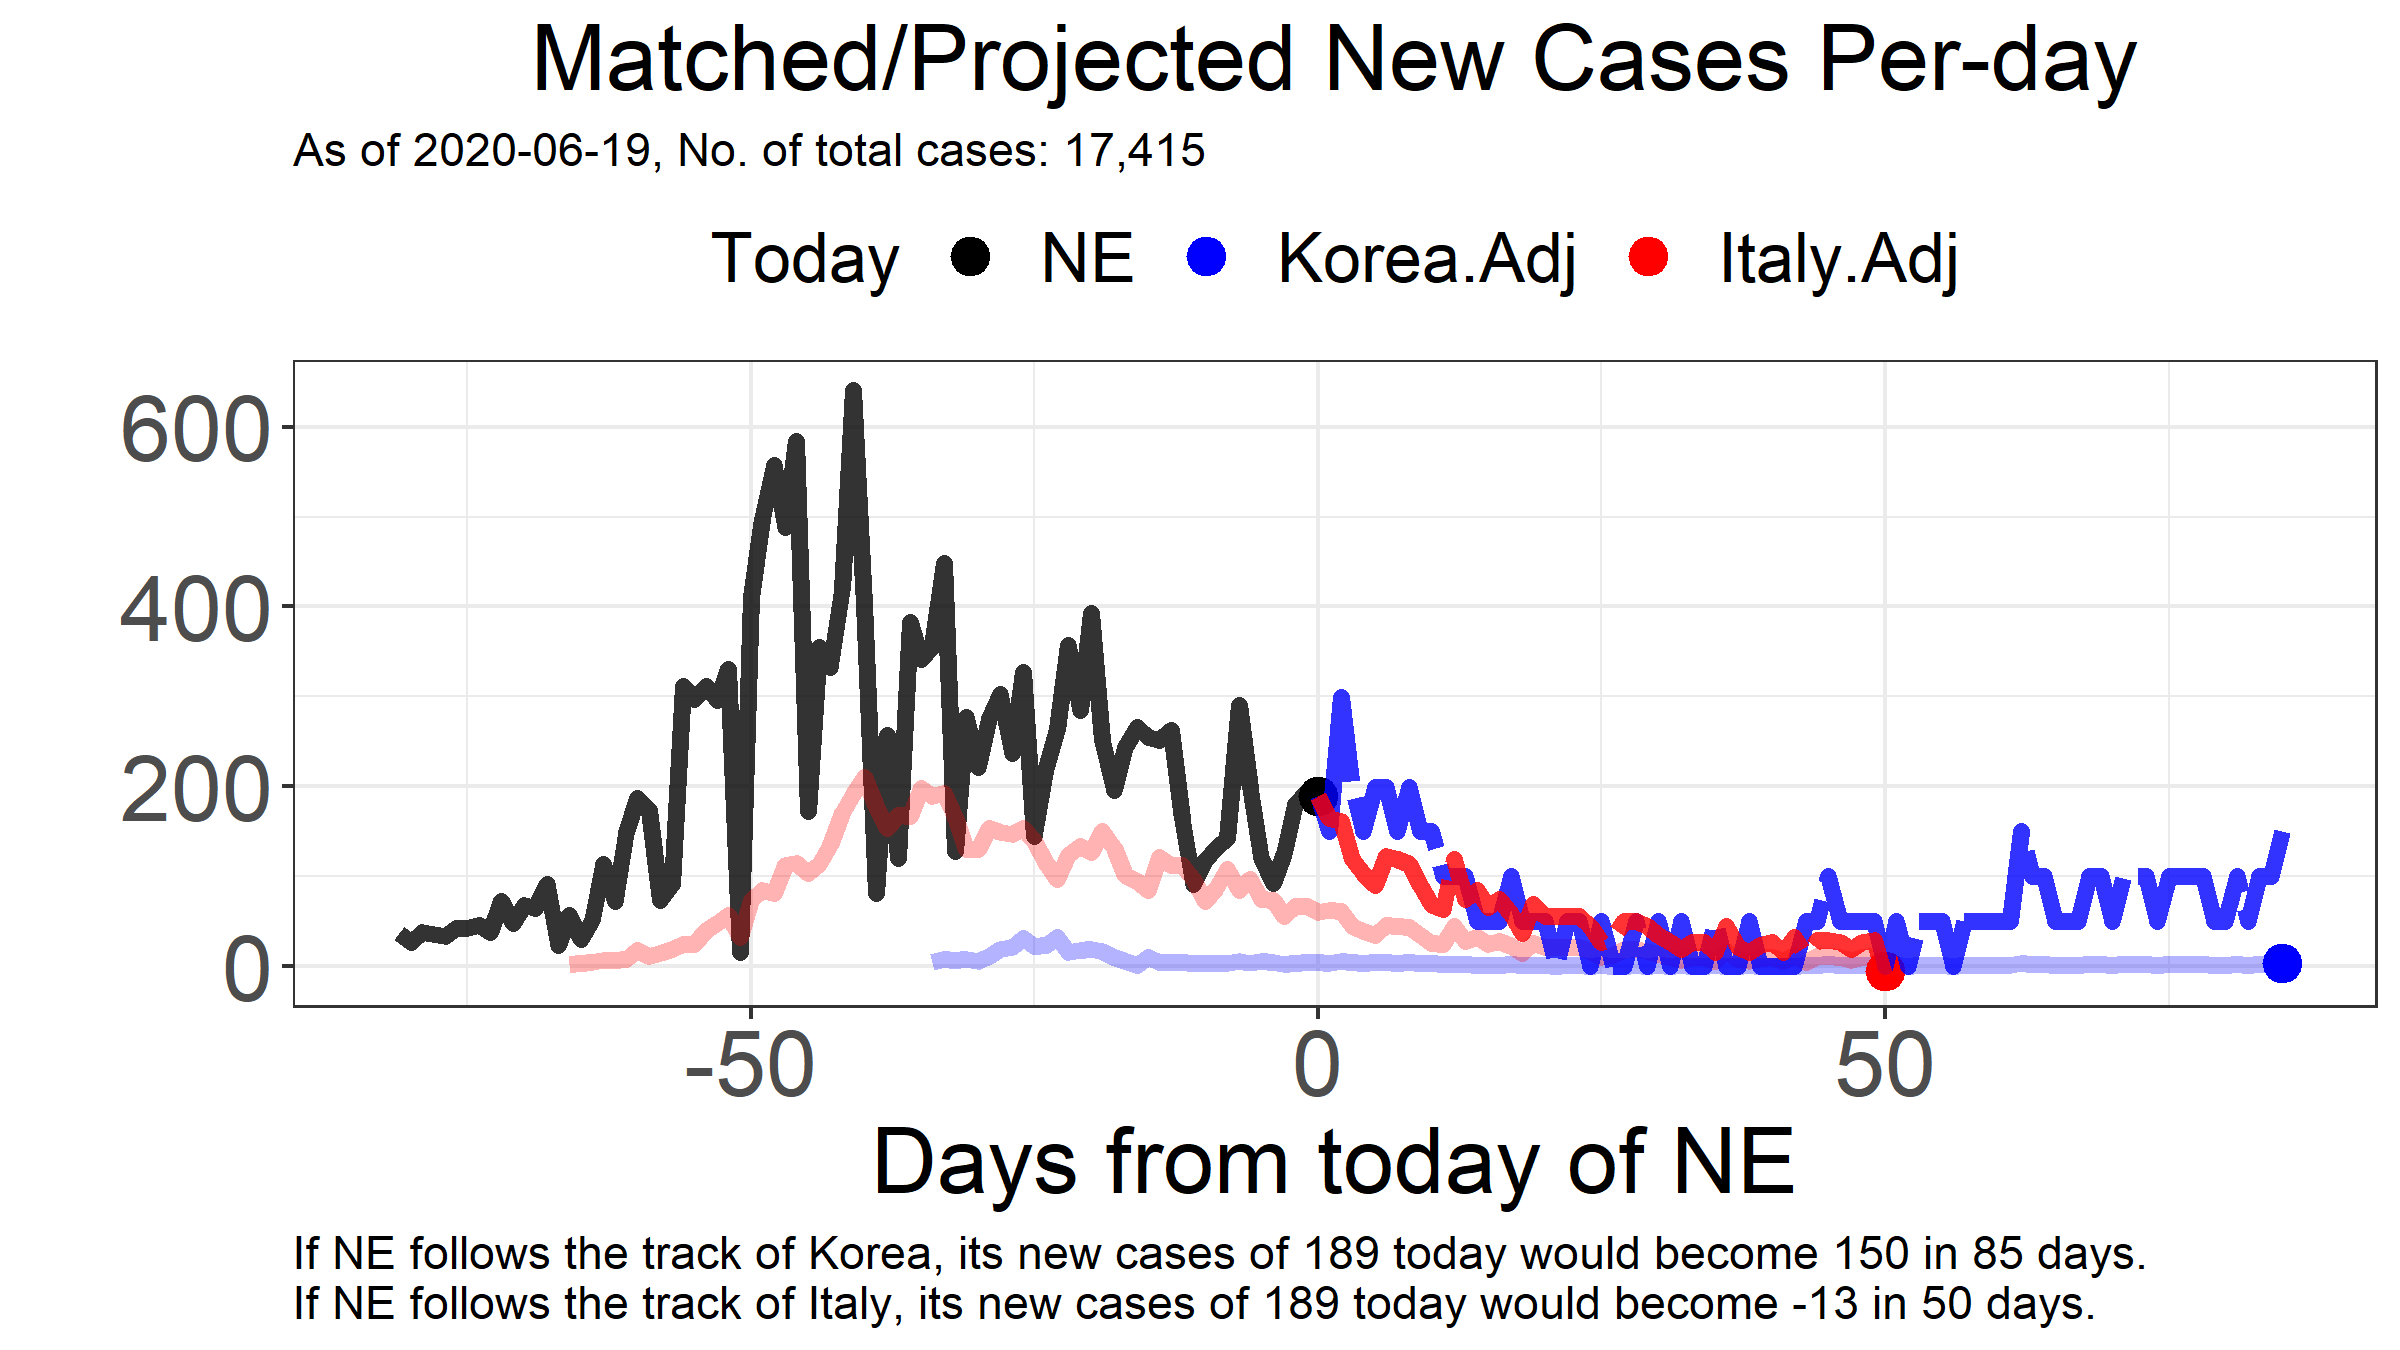 Matched/Projected New Cases Per-day
As of 2020-06-19, No. of total cases: 17,415
Today NE Korea.Adj Italy.Adj
600
400
200
0
-50 0 50
Days from today of NE
If NE follows the track of Korea, its new cases of 189 today would become 150 in 85 days.
If NE follows the track of Italy, its new cases of 189 today would become -13 in 50 days.